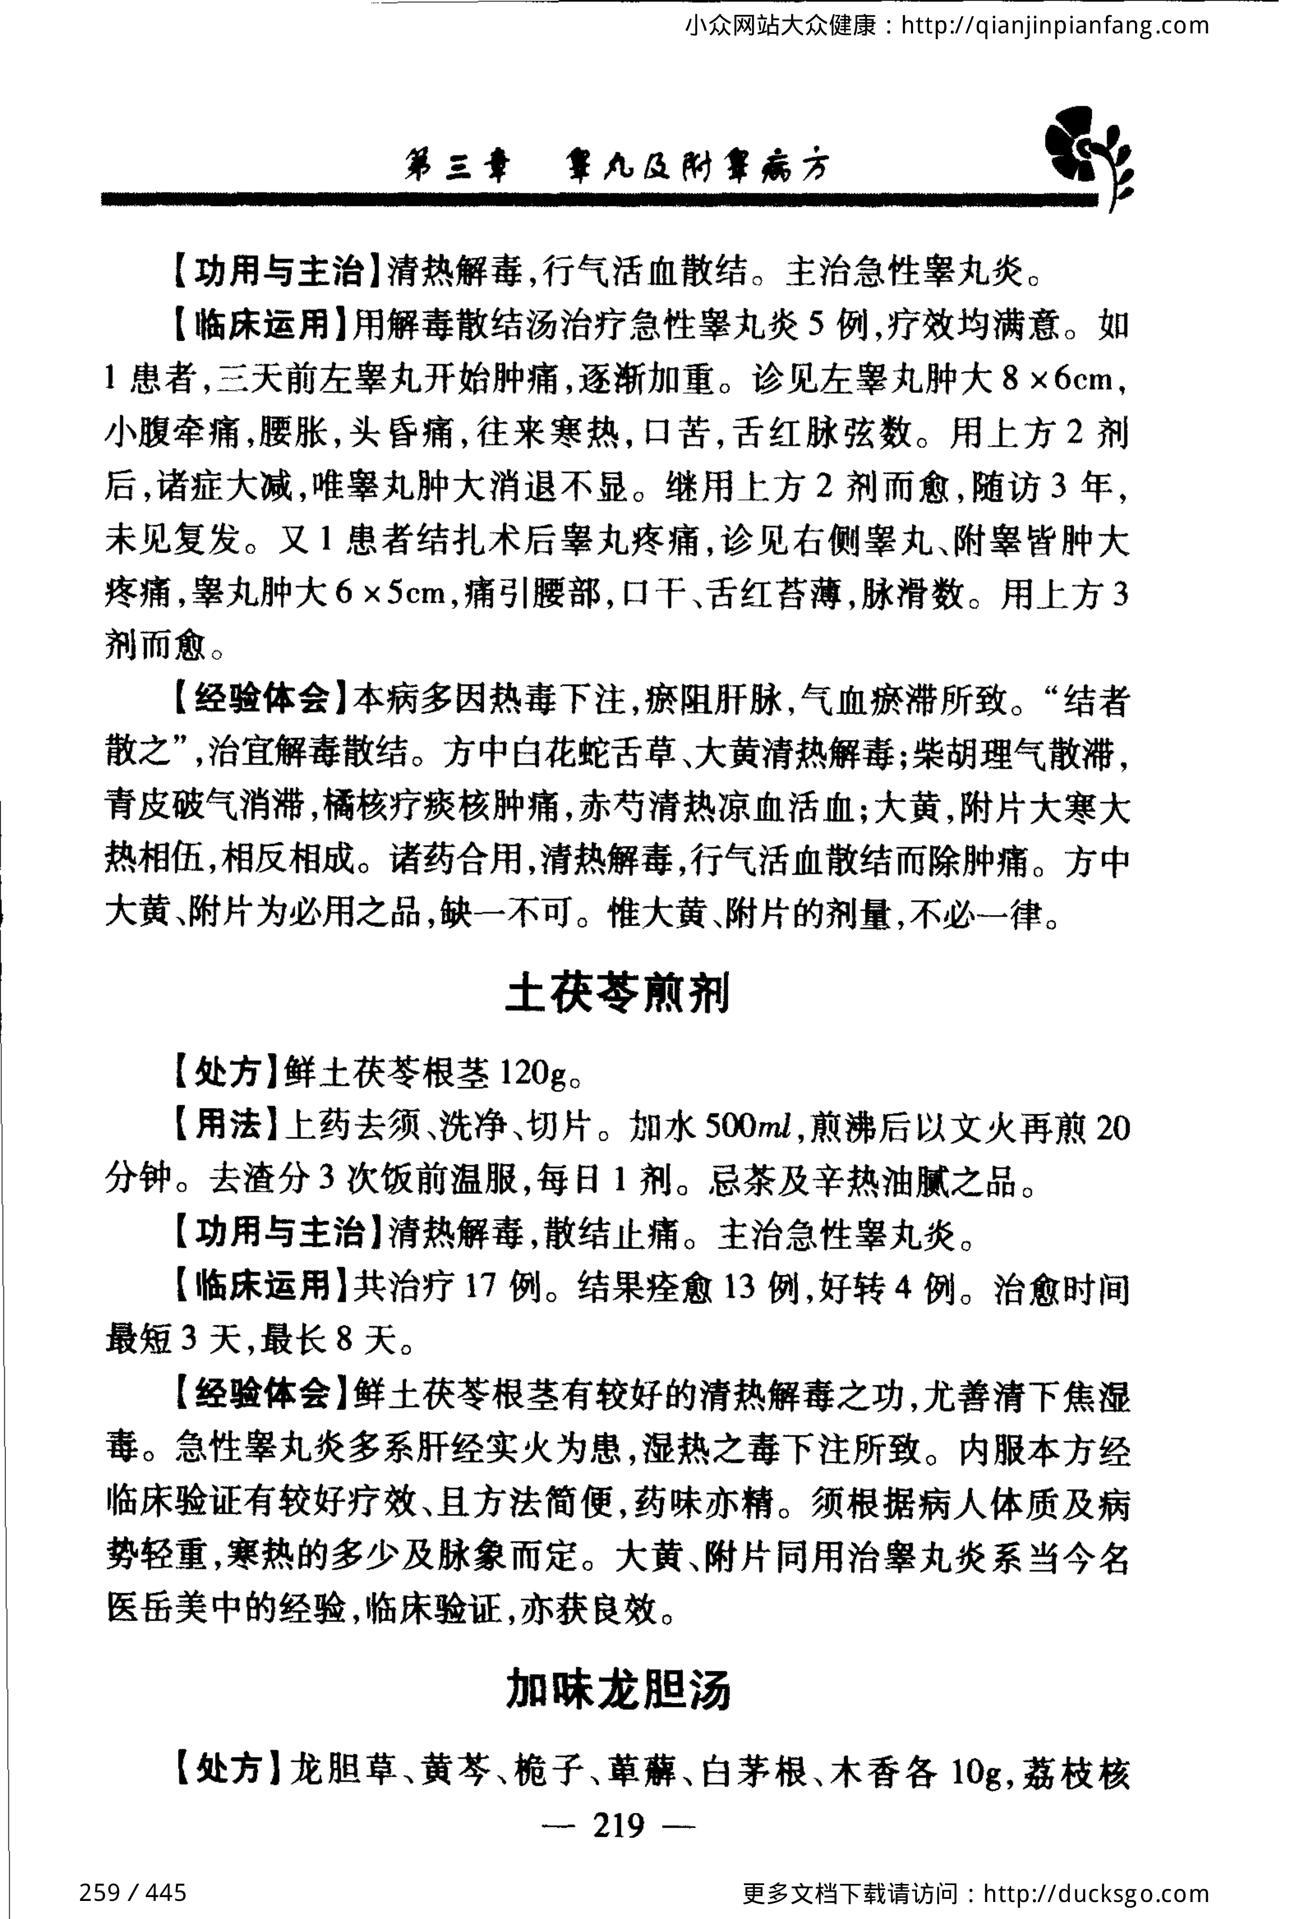 小众网站大众健康：http://qianjinpianfang.com
第三章 睾丸及附睾病方
【功用与主治】清热解毒,行气活血散结。主治急性睾丸炎。
【临床运用】用解毒散结汤治疗急性睾丸炎5例,疗效均满意。如
1患者,三天前左睾丸开始肿痛,逐渐加重。诊见左睾丸肿大8×6cm,
小腹牵痛,腰胀,头昏痛,往来寒热,口苦,舌红脉弦数。用上方2剂
后,诸症大减,唯睾丸肿大消退不显。继用上方2剂而愈,随访3年,
未见复发。又1患者结扎术后睾丸疼痛,诊见右侧睾丸、附睾皆肿大
疼痛,睾丸肿大6×5cm,痛引腰部,口干、舌红苔薄,脉滑数。用上方3
剂而愈。
【经验体会】本病多因热毒下注,瘀阻肝脉,气血瘀滞所致。“结者
散之”,治宜解毒散结。方中白花蛇舌草、大黄清热解毒;柴胡理气散滞,
青皮破气消滞,橘核疗痰核肿痛,赤芍清热凉血活血;大黄,附片大寒大
热相伍,相反相成。诸药合用,清热解毒,行气活血散结而除肿痛。方中
大黄、附片为必用之品,缺一不可。惟大黄、附片的剂量,不必一律。
土茯苓煎剂
【处方】鲜土茯苓根茎120g。
【用法】上药去须、洗净、切片。加水500ml,煎沸后以文火再煎20
分钟。去渣分3次饭前温服,每日1剂。忌茶及辛热油腻之品。
【功用与主治】清热解毒,散结止痛。主治急性睾丸炎。
【临床运用】共治疗17例。结果痊愈13例,好转4例。治愈时间
最短3天,最长8天。
【经验体会】鲜土茯苓根茎有较好的清热解毒之功,尤善清下焦湿
毒。急性睾丸炎多系肝经实火为患,湿热之毒下注所致。内服本方经
临床验证有较好疗效、且方法简便,药味亦精。须根据病人体质及病
势轻重,寒热的多少及脉象而定。大黄、附片同用治睾丸炎系当今名
医岳美中的经验,临床验证,亦获良效。
加味龙胆汤
【处方】龙胆草、黄芩、桅子、萆薢、白茅根、木香各10g,荔枝核
— 219 —
259 / 445
更多文档下载请访问：http://ducksgo.com